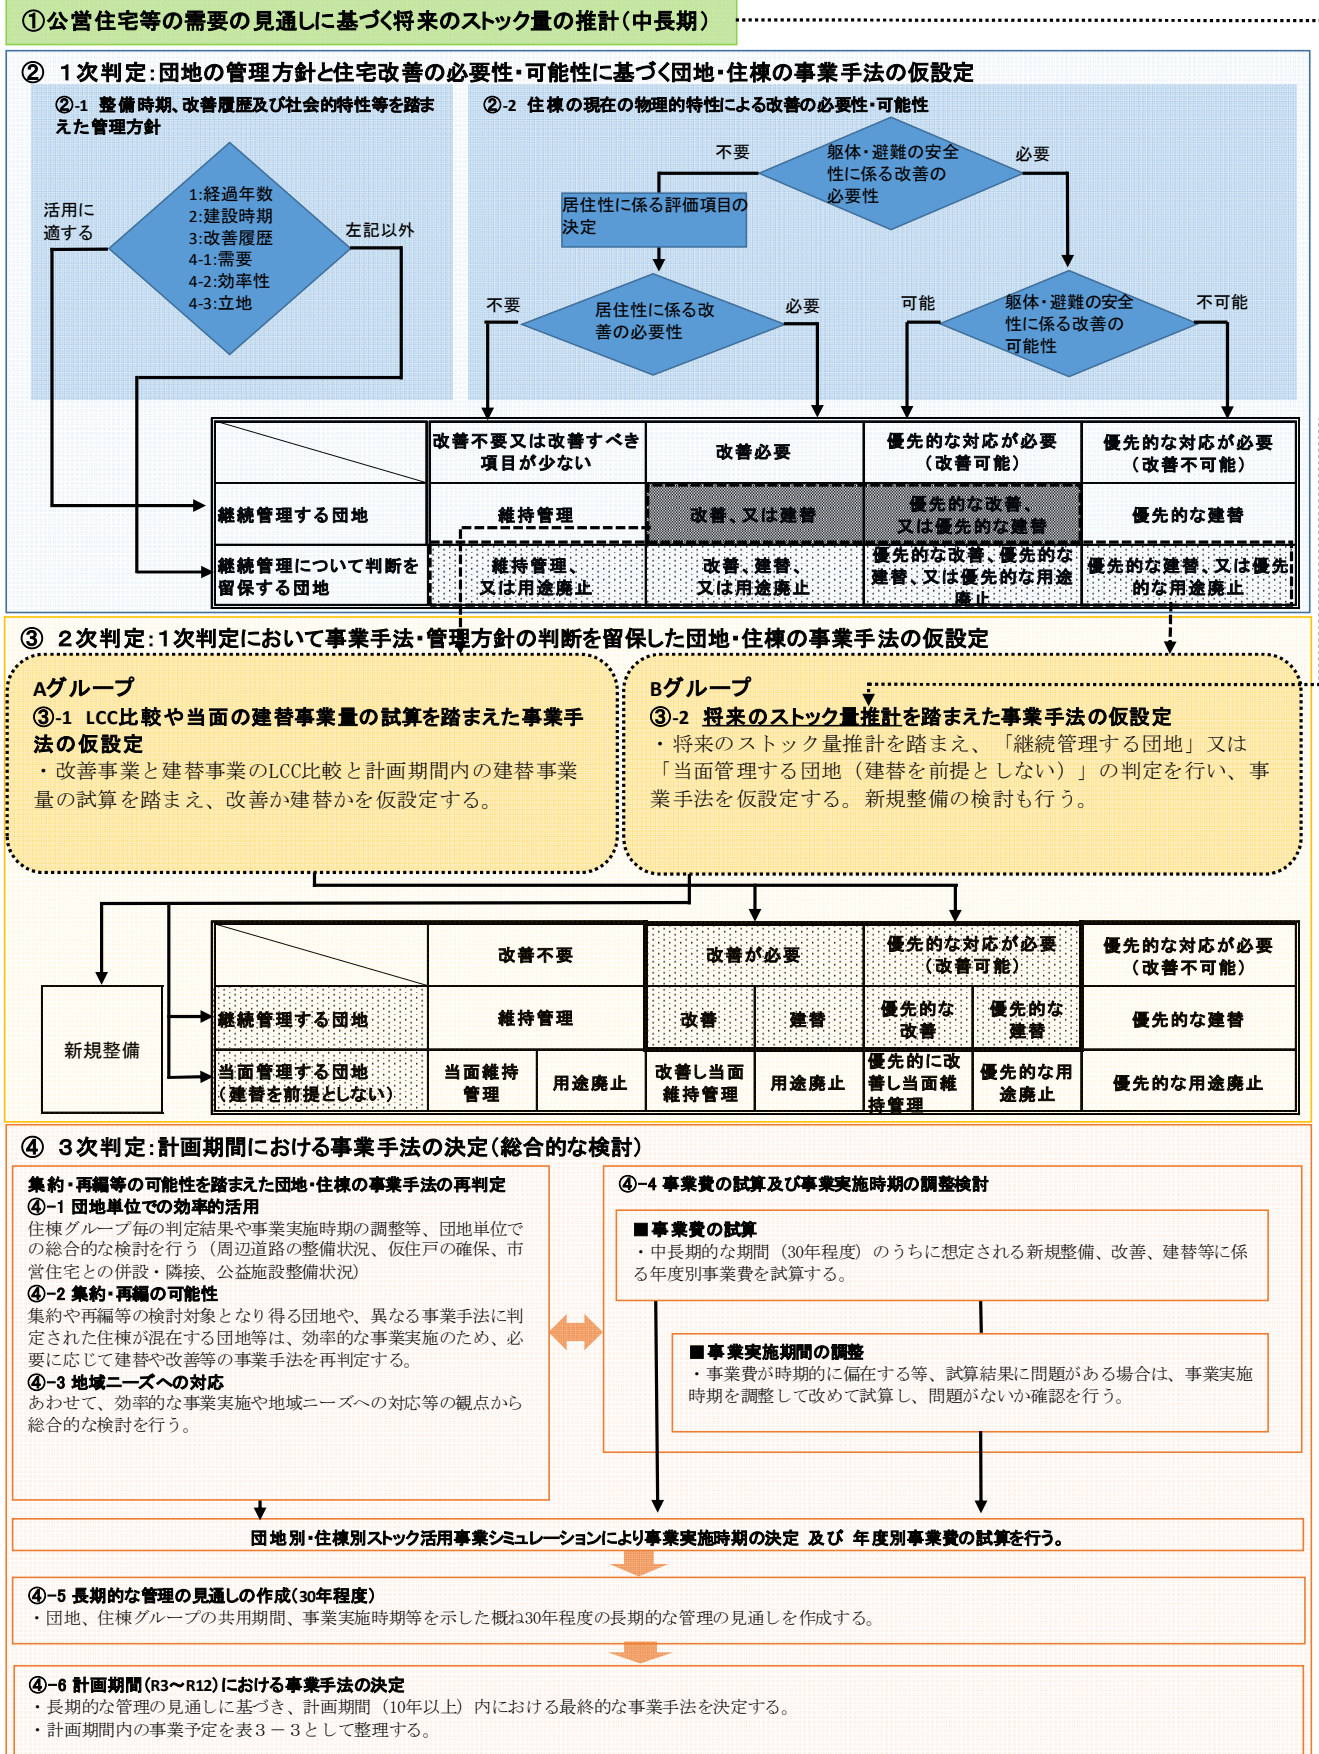 ①公営住宅等の需要の見通しに基づく将来のストック量の推計（中長期）
② １次判定：団地の管理方針と住宅改善の必要性・可能性に基づく団地・住棟の事業手法の仮設定
②-1 整備時期、改善履歴及び社会的特性等を踏ま
えた管理方針
1:経過年数
2:建設時期
3:改善履歴
4-1:需要
4-2:効率性
4-3:立地
活用に
適する
左記以外
②-2 住棟の現在の物理的特性による改善の必要性・可能性
躯体・避難の安全
性に係る改善の
必要性
不要
必要
居住性に係る評価項目の
決定
不要
居住性に係る改
善の必要性
必要
可能
躯体・避難の安全
性に係る改善の
可能性
不可能
改善不要又は改善すべき
項目が少ない
改善必要
優先的な対応が必要
（改善可能）
優先的な対応が必要
（改善不可能）
継続管理する団地
維持管理
改善、又は建替
優先的な改善、
又は優先的な建替
優先的な建替
継続管理について判断を
留保する団地
維持管理、
又は用途廃止
改善、建替、
又は用途廃止
優先的な改善、優先的な
建替、又は優先的な用途
廃止
優先的な建替、又は優先
的な用途廃止
③ ２次判定：１次判定において事業手法・管理方針の判断を留保した団地・住棟の事業手法の仮設定
Aグループ
③-1 LCC比較や当面の建替事業量の試算を踏まえた事業手
法の仮設定
・改善事業と建替事業のLCC比較と計画期間内の建替事業
量の試算を踏まえ、改善か建替かを仮設定する。
Bグループ
③-2 将来のストック量推計を踏まえた事業手法の仮設定
・将来のストック量推計を踏まえ、「継続管理する団地」又は
「当面管理する団地（建替を前提としない）」の判定を行い、事
業手法を仮設定する。新規整備の検討も行う。
新規整備
改善不要
改善が必要
優先的な対応が必要
（改善可能）
優先的な対応が必要
（改善不可能）
継続管理する団地
維持管理
改善
建替
優先的な
改善
優先的な
建替
優先的な建替
当面管理する団地
（建替を前提としない）
当面維持
管理
用途廃止
改善し当面
維持管理
用途廃止
優先的に改
善し当面維
持管理
優先的な用
途廃止
優先的な用途廃止
④ ３次判定：計画期間における事業手法の決定（総合的な検討）
集約・再編等の可能性を踏まえた団地・住棟の事業手法の再判定
④-1 団地単位での効率的活用
住棟グループ毎の判定結果や事業実施時期の調整等、団地単位で
の総合的な検討を行う（周辺道路の整備状況、仮住戸の確保、市
営住宅との併設・隣接、公益施設整備状況）
④-2 集約・再編の可能性
集約や再編等の検討対象となり得る団地や、異なる事業手法に判
定された住棟が混在する団地等は、効率的な事業実施のため、必
要に応じて建替や改善等の事業手法を再判定する。
④-3 地域ニーズへの対応
あわせて、効率的な事業実施や地域ニーズへの対応等の観点から
総合的な検討を行う。
④-4 事業費の試算及び事業実施時期の調整検討
■事業費の試算
・中長期的な期間（30年程度）のうちに想定される新規整備、改善、建替等に係
る年度別事業費を試算する。
■事業実施期間の調整
・事業費が時期的に偏在する等、試算結果に問題がある場合は、事業実施
時期を調整して改めて試算し、問題がないか確認を行う。
団地別・住棟別ストック活用事業シミュレーションにより事業実施時期の決定 及び 年度別事業費の試算を行う。
④-5 長期的な管理の見通しの作成（30年程度）
・団地、住棟グループの共用期間、事業実施時期等を示した概ね30年程度の長期的な管理の見通しを作成する。
④-6 計画期間（R3～R12）における事業手法の決定
・長期的な管理の見通しに基づき、計画期間（10年以上）内における最終的な事業手法を決定する。
・計画期間内の事業予定を表３－３として整理する。